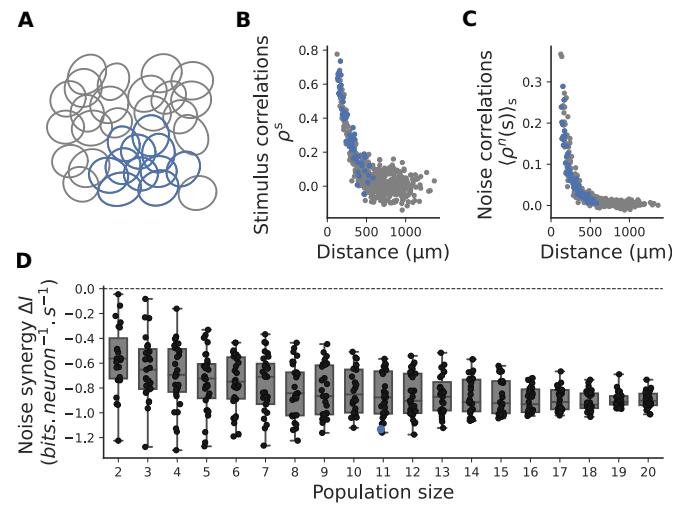 A
B
C
Stimulus correlations
ρˢ
0.8
0.6
0.4
0.2
0.0
0
500
1000
Distance (μm)
Noise correlations
⟨ρⁿ(s)⟩ₛ
0.3
0.2
0.1
0.0
0
500
1000
Distance (μm)
D
Noise synergy ΔI
(bits. neuron⁻¹. s⁻¹)
0.0
−0.4
−0.6
−0.8
−1.0
−1.2
2 3 4 5 6 7 8 9 10 11 12 13 14 15 16 17 18 19 20
Population size